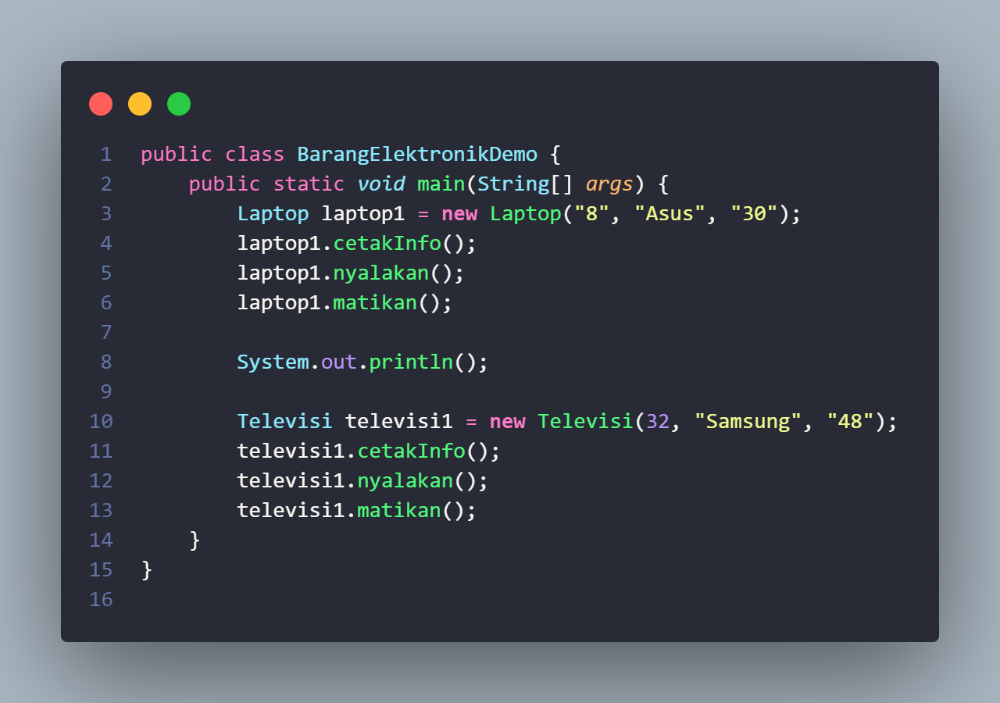 1 public class BarangElektronikDemo {
2     public static void main(String[] args) {
3         Laptop laptop1 = new Laptop("8", "Asus", "30");
4         laptop1.cetakInfo();
5         laptop1.nyalakan();
6         laptop1.matikan();
7
8         System.out.println();
9
10         Televisi televisi1 = new Televisi(32, "Samsung", "48");
11         televisi1.cetakInfo();
12         televisi1.nyalakan();
13         televisi1.matikan();
14     }
15 }
16